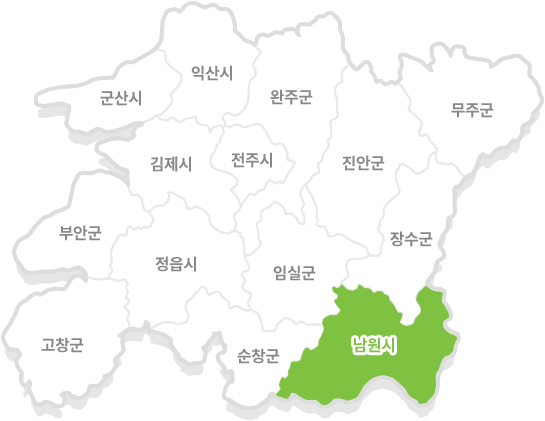 익산시
군산시
완주군
무주군
김제시
전주시
진안군
부안군
장수군
정읍시
임실군
고창군
순창군
남원시